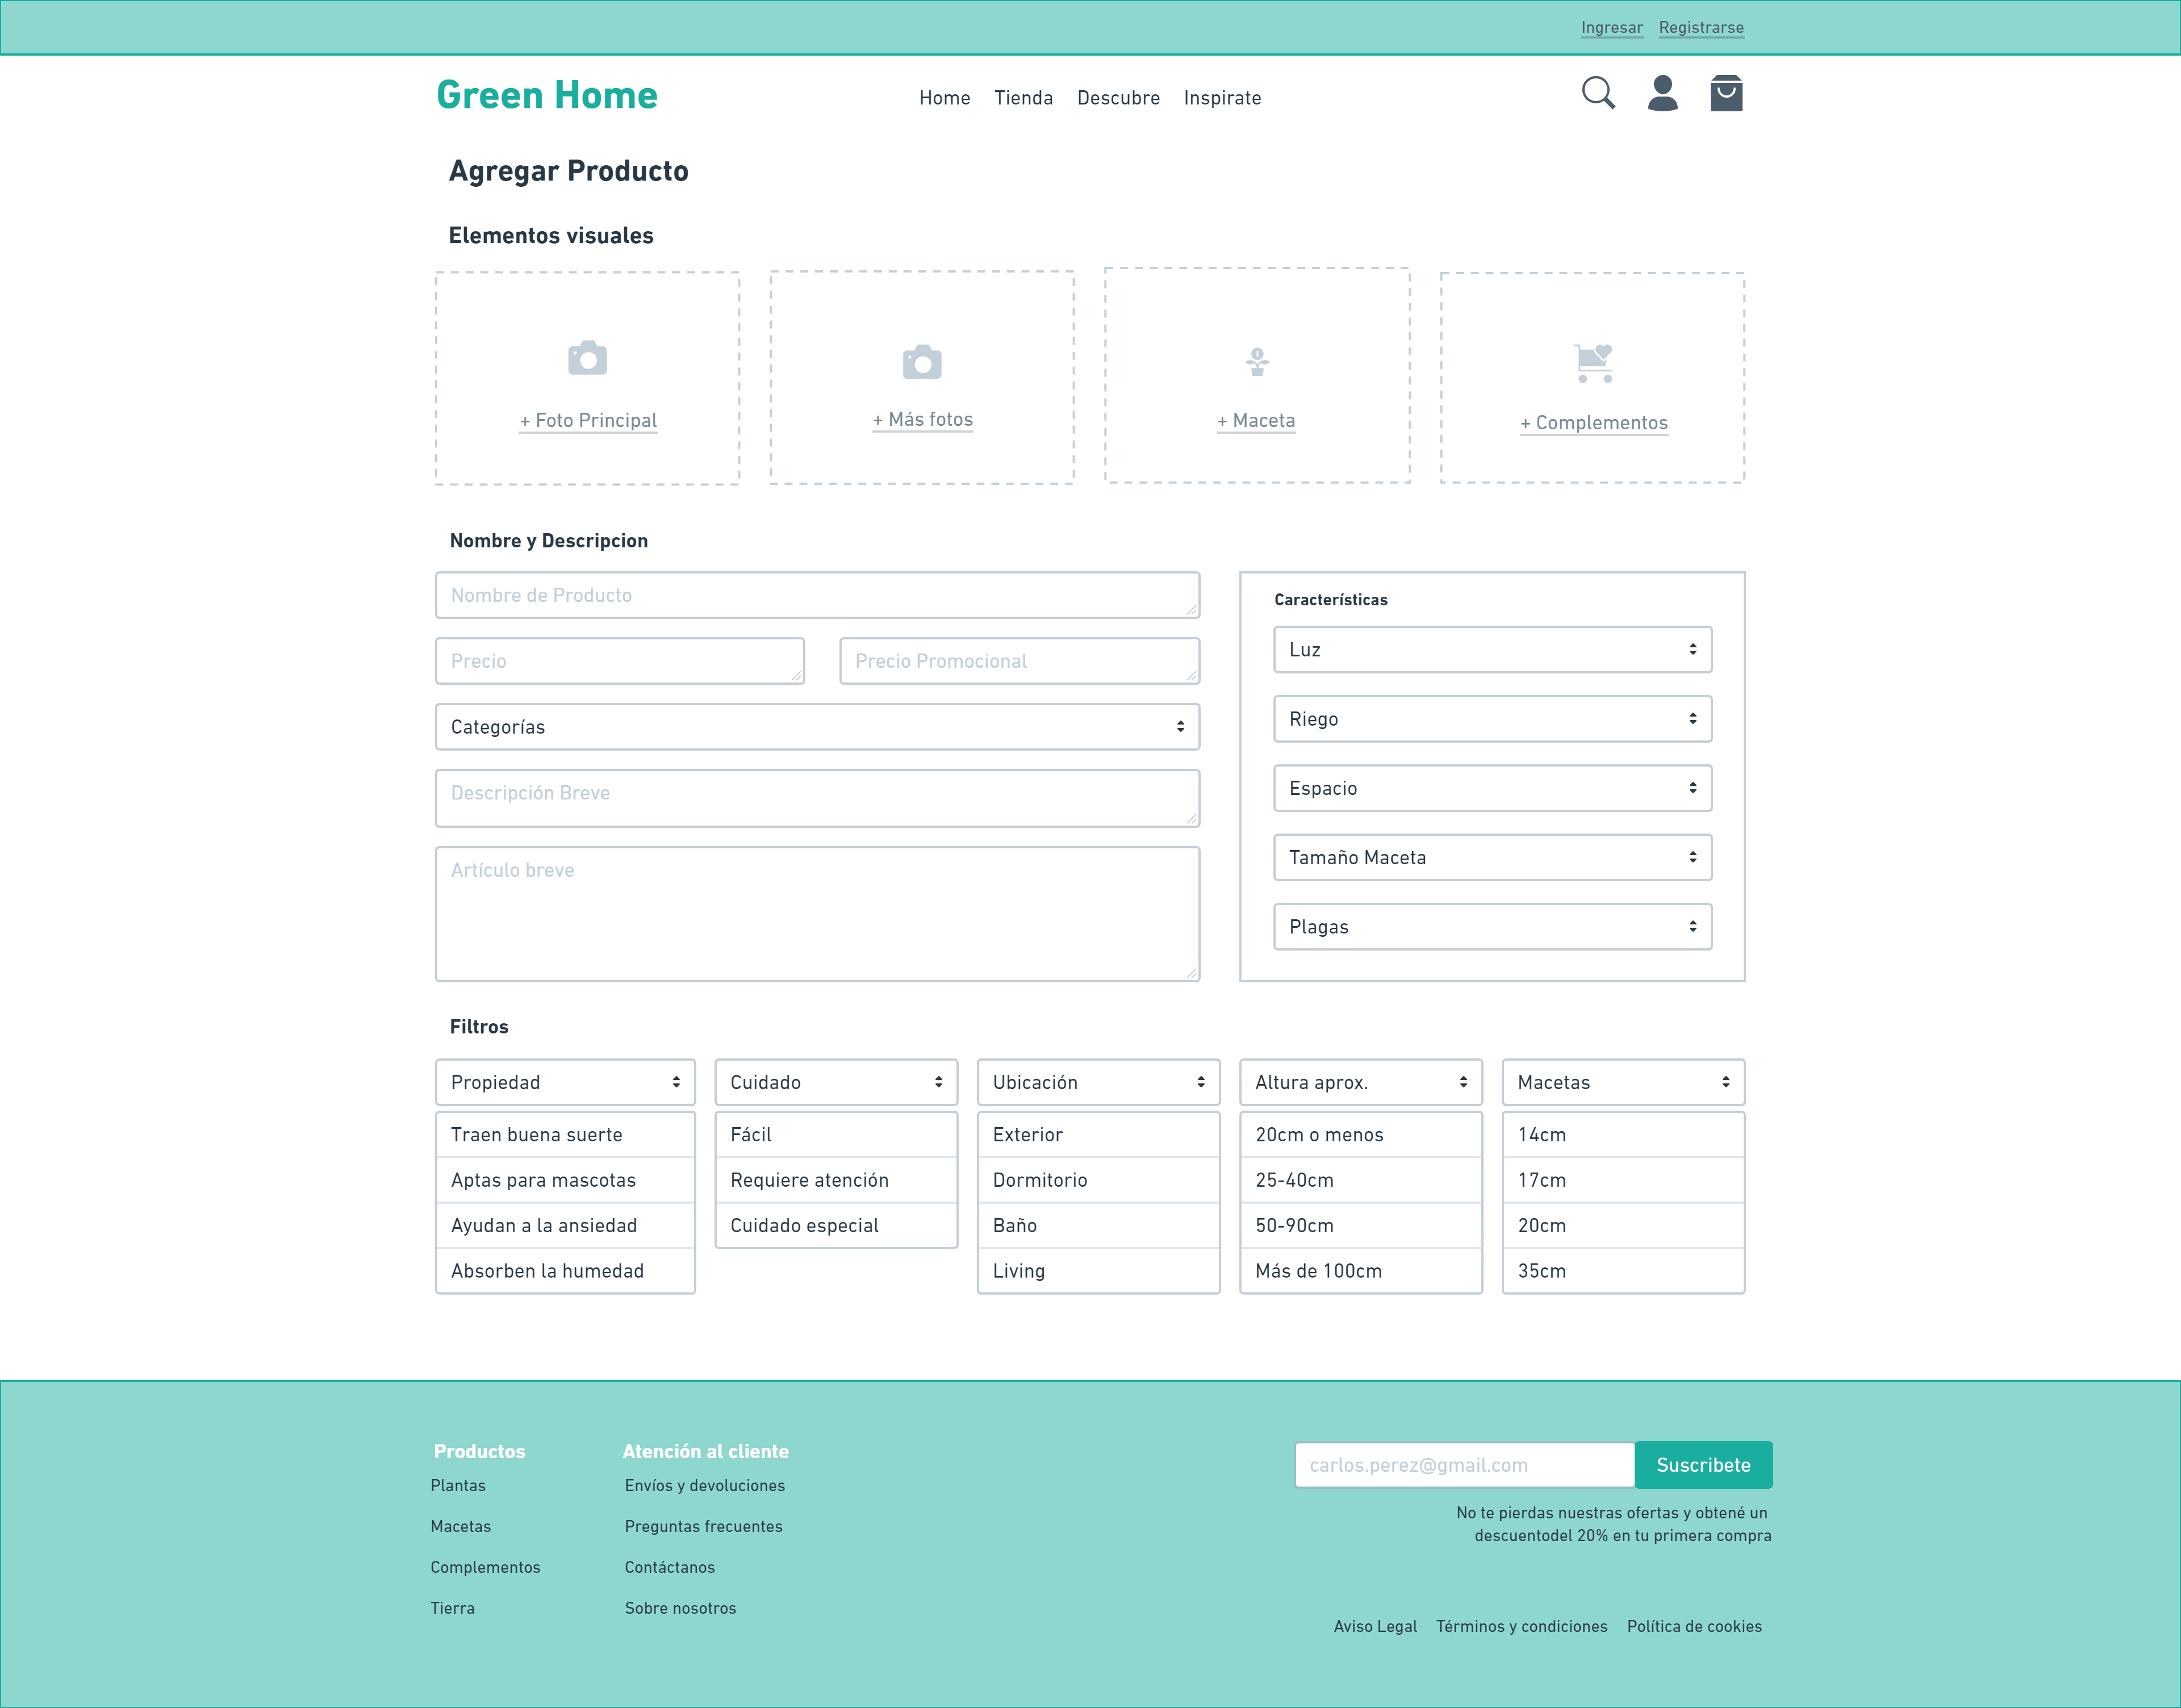 Ingresar Registrarse
Green Home
Home Tienda Descubre Inspirate
Agregar Producto
Elementos visuales
+ Foto Principal
+ Más fotos
+ Maceta
+ Complementos
Nombre y Descripcion
Nombre de Producto
Precio
Precio Promocional
Categorías
Descripción Breve
Artículo breve
Características
Luz
Riego
Espacio
Tamaño Maceta
Plagas
Filtros
Propiedad
Traen buena suerte
Aptas para mascotas
Ayudan a la ansiedad
Absorben la humedad
Cuidado
Fácil
Requiere atención
Cuidado especial
Ubicación
Exterior
Dormitorio
Baño
Living
Altura aprox.
20cm o menos
25-40cm
50-90cm
Más de 100cm
Macetas
14cm
17cm
20cm
35cm
Productos
Plantas
Macetas
Complementos
Tierra
Atención al cliente
Envíos y devoluciones
Preguntas frecuentes
Contáctanos
Sobre nosotros
carlos.perez@gmail.com
Suscribete
No te pierdas nuestras ofertas y obtené un
descuentodel 20% en tu primera compra
Aviso Legal Términos y condiciones Política de cookies